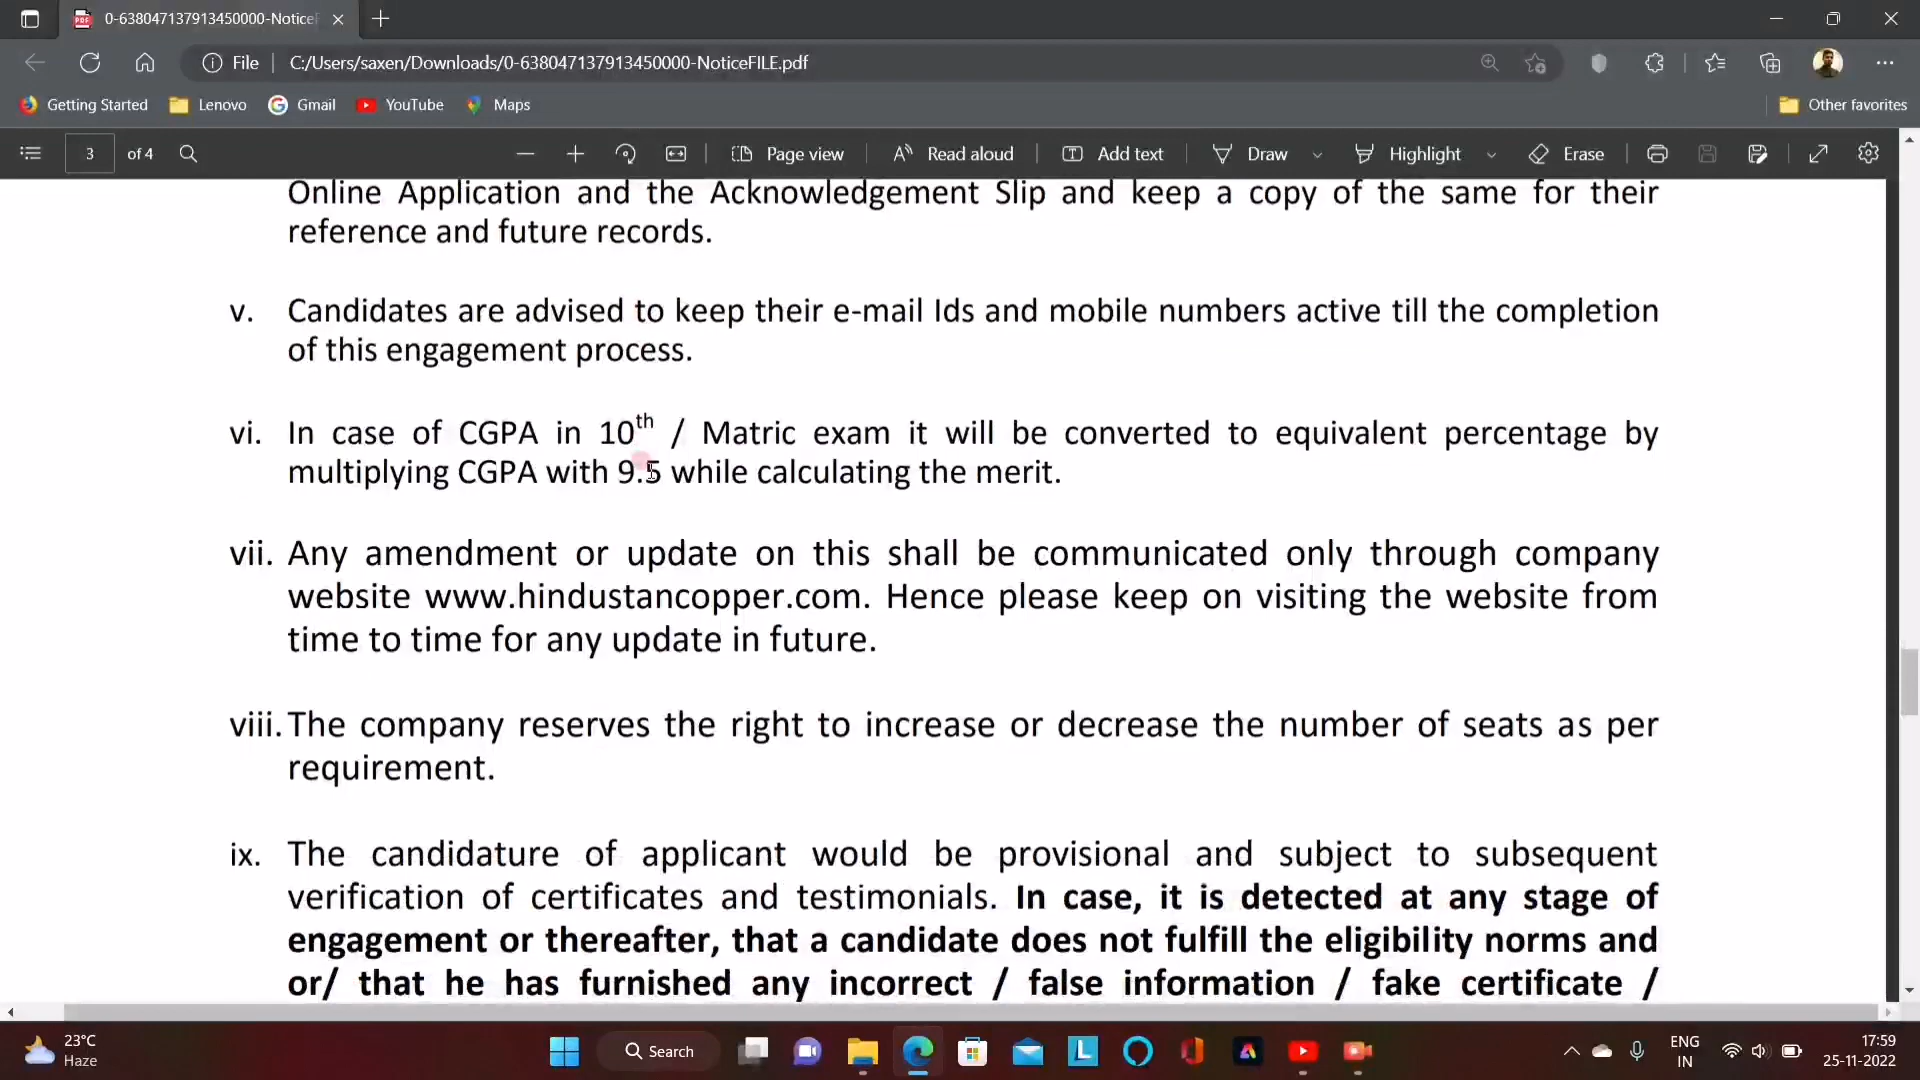 0-638047137913450000-Notice
File C:/Users/saxen/Downloads/0-638047137913450000-NoticeFILE.pdf
Getting Started Lenovo Gmail YouTube Maps Other favorites
3 of 4 Page view Read aloud Add text Draw Highlight Erase
Online Application and the Acknowledgement Slip and keep a copy of the same for their
reference and future records.
v. Candidates are advised to keep their e-mail Ids and mobile numbers active till the completion
of this engagement process.
vi. In case of CGPA in 10th / Matric exam it will be converted to equivalent percentage by
multiplying CGPA with 9.5 while calculating the merit.
vii. Any amendment or update on this shall be communicated only through company
website www.hindustancopper.com. Hence please keep on visiting the website from
time to time for any update in future.
viii. The company reserves the right to increase or decrease the number of seats as per
requirement.
ix. The candidature of applicant would be provisional and subject to subsequent
verification of certificates and testimonials. In case, it is detected at any stage of
engagement or thereafter, that a candidate does not fulfill the eligibility norms and
or/ that he has furnished any incorrect / false information / fake certificate /
23°C
Haze
Search
ENG
IN
17:59
25-11-2022